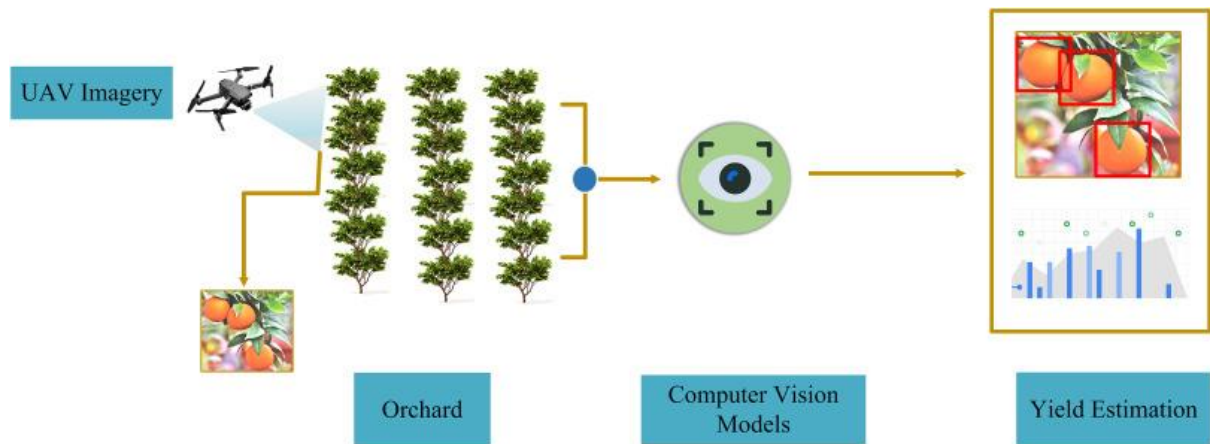 UAV Imagery
Orchard
Computer Vision
Models
Yield Estimation